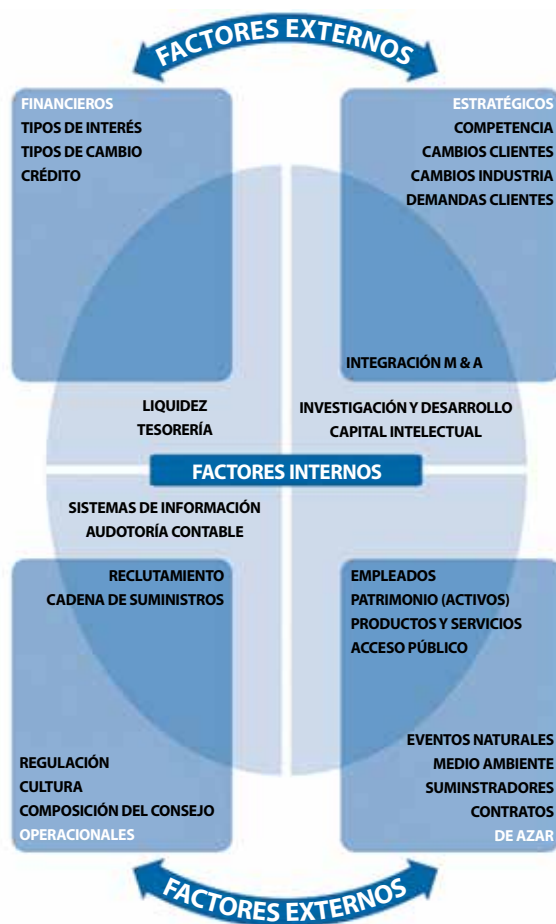 FACTORES EXTERNOS
FINANCIEROS
TIPOS DE INTERÉS
TIPOS DE CAMBIO
CRÉDITO
ESTRATÉGICOS
COMPETENCIA
CAMBIOS CLIENTES
CAMBIOS INDUSTRIA
DEMANDAS CLIENTES
INTEGRACIÓN M & A
LIQUIDEZ
TESORERÍA
INVESTIGACIÓN Y DESARROLLO
CAPITAL INTELECTUAL
FACTORES INTERNOS
SISTEMAS DE INFORMACIÓN
AUDOTORÍA CONTABLE
RECLUTAMIENTO
CADENA DE SUMINISTROS
EMPLEADOS
PATRIMONIO (ACTIVOS)
PRODUCTOS Y SERVICIOS
ACCESO PÚBLICO
REGULACIÓN
CULTURA
COMPOSICIÓN DEL CONSEJO
OPERACIONALES
EVENTOS NATURALES
MEDIO AMBIENTE
SUMINSTRADORES
CONTRATOS
DE AZAR
FACTORES EXTERNOS